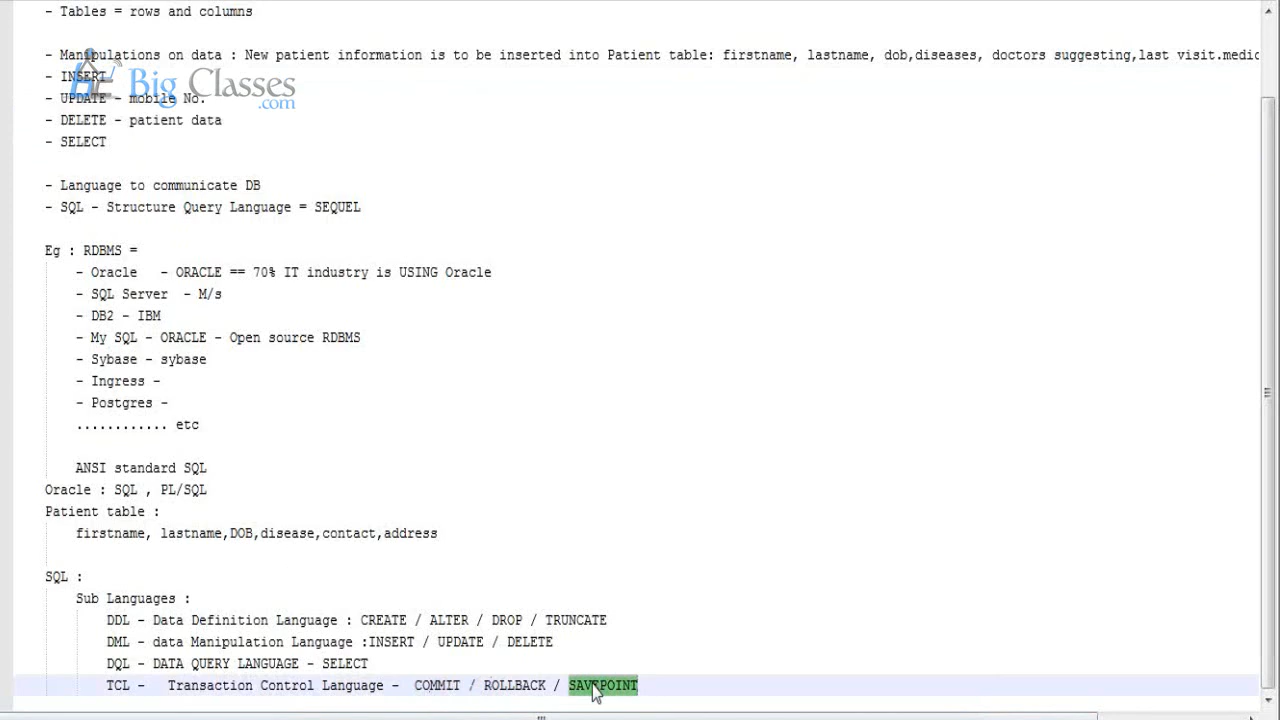 - Tables = rows and columns
- Manipulations on data : New patient information is to be inserted into Patient table: firstname, lastname, dob,diseases, doctors suggesting,last visit.medic
- INSERT
Big Classes
.com
- UPDATE - mobile No.
- DELETE - patient data
- SELECT
- Language to communicate DB
- SQL - Structure Query Language = SEQUEL
Eg : RDBMS =
- Oracle - ORACLE == 70% IT industry is USING Oracle
- SQL Server - M/s
- DB2 - IBM
- My SQL - ORACLE - Open source RDBMS
- Sybase - sybase
- Ingress -
- Postgres -
............ etc
ANSI standard SQL
Oracle : SQL , PL/SQL
Patient table :
firstname, lastname,DOB,disease,contact,address
SQL :
Sub Languages :
DDL - Data Definition Language : CREATE / ALTER / DROP / TRUNCATE
DML - data Manipulation Language :INSERT / UPDATE / DELETE
DQL - DATA QUERY LANGUAGE - SELECT
TCL - Transaction Control Language - COMMIT / ROLLBACK / SAVEPOINT